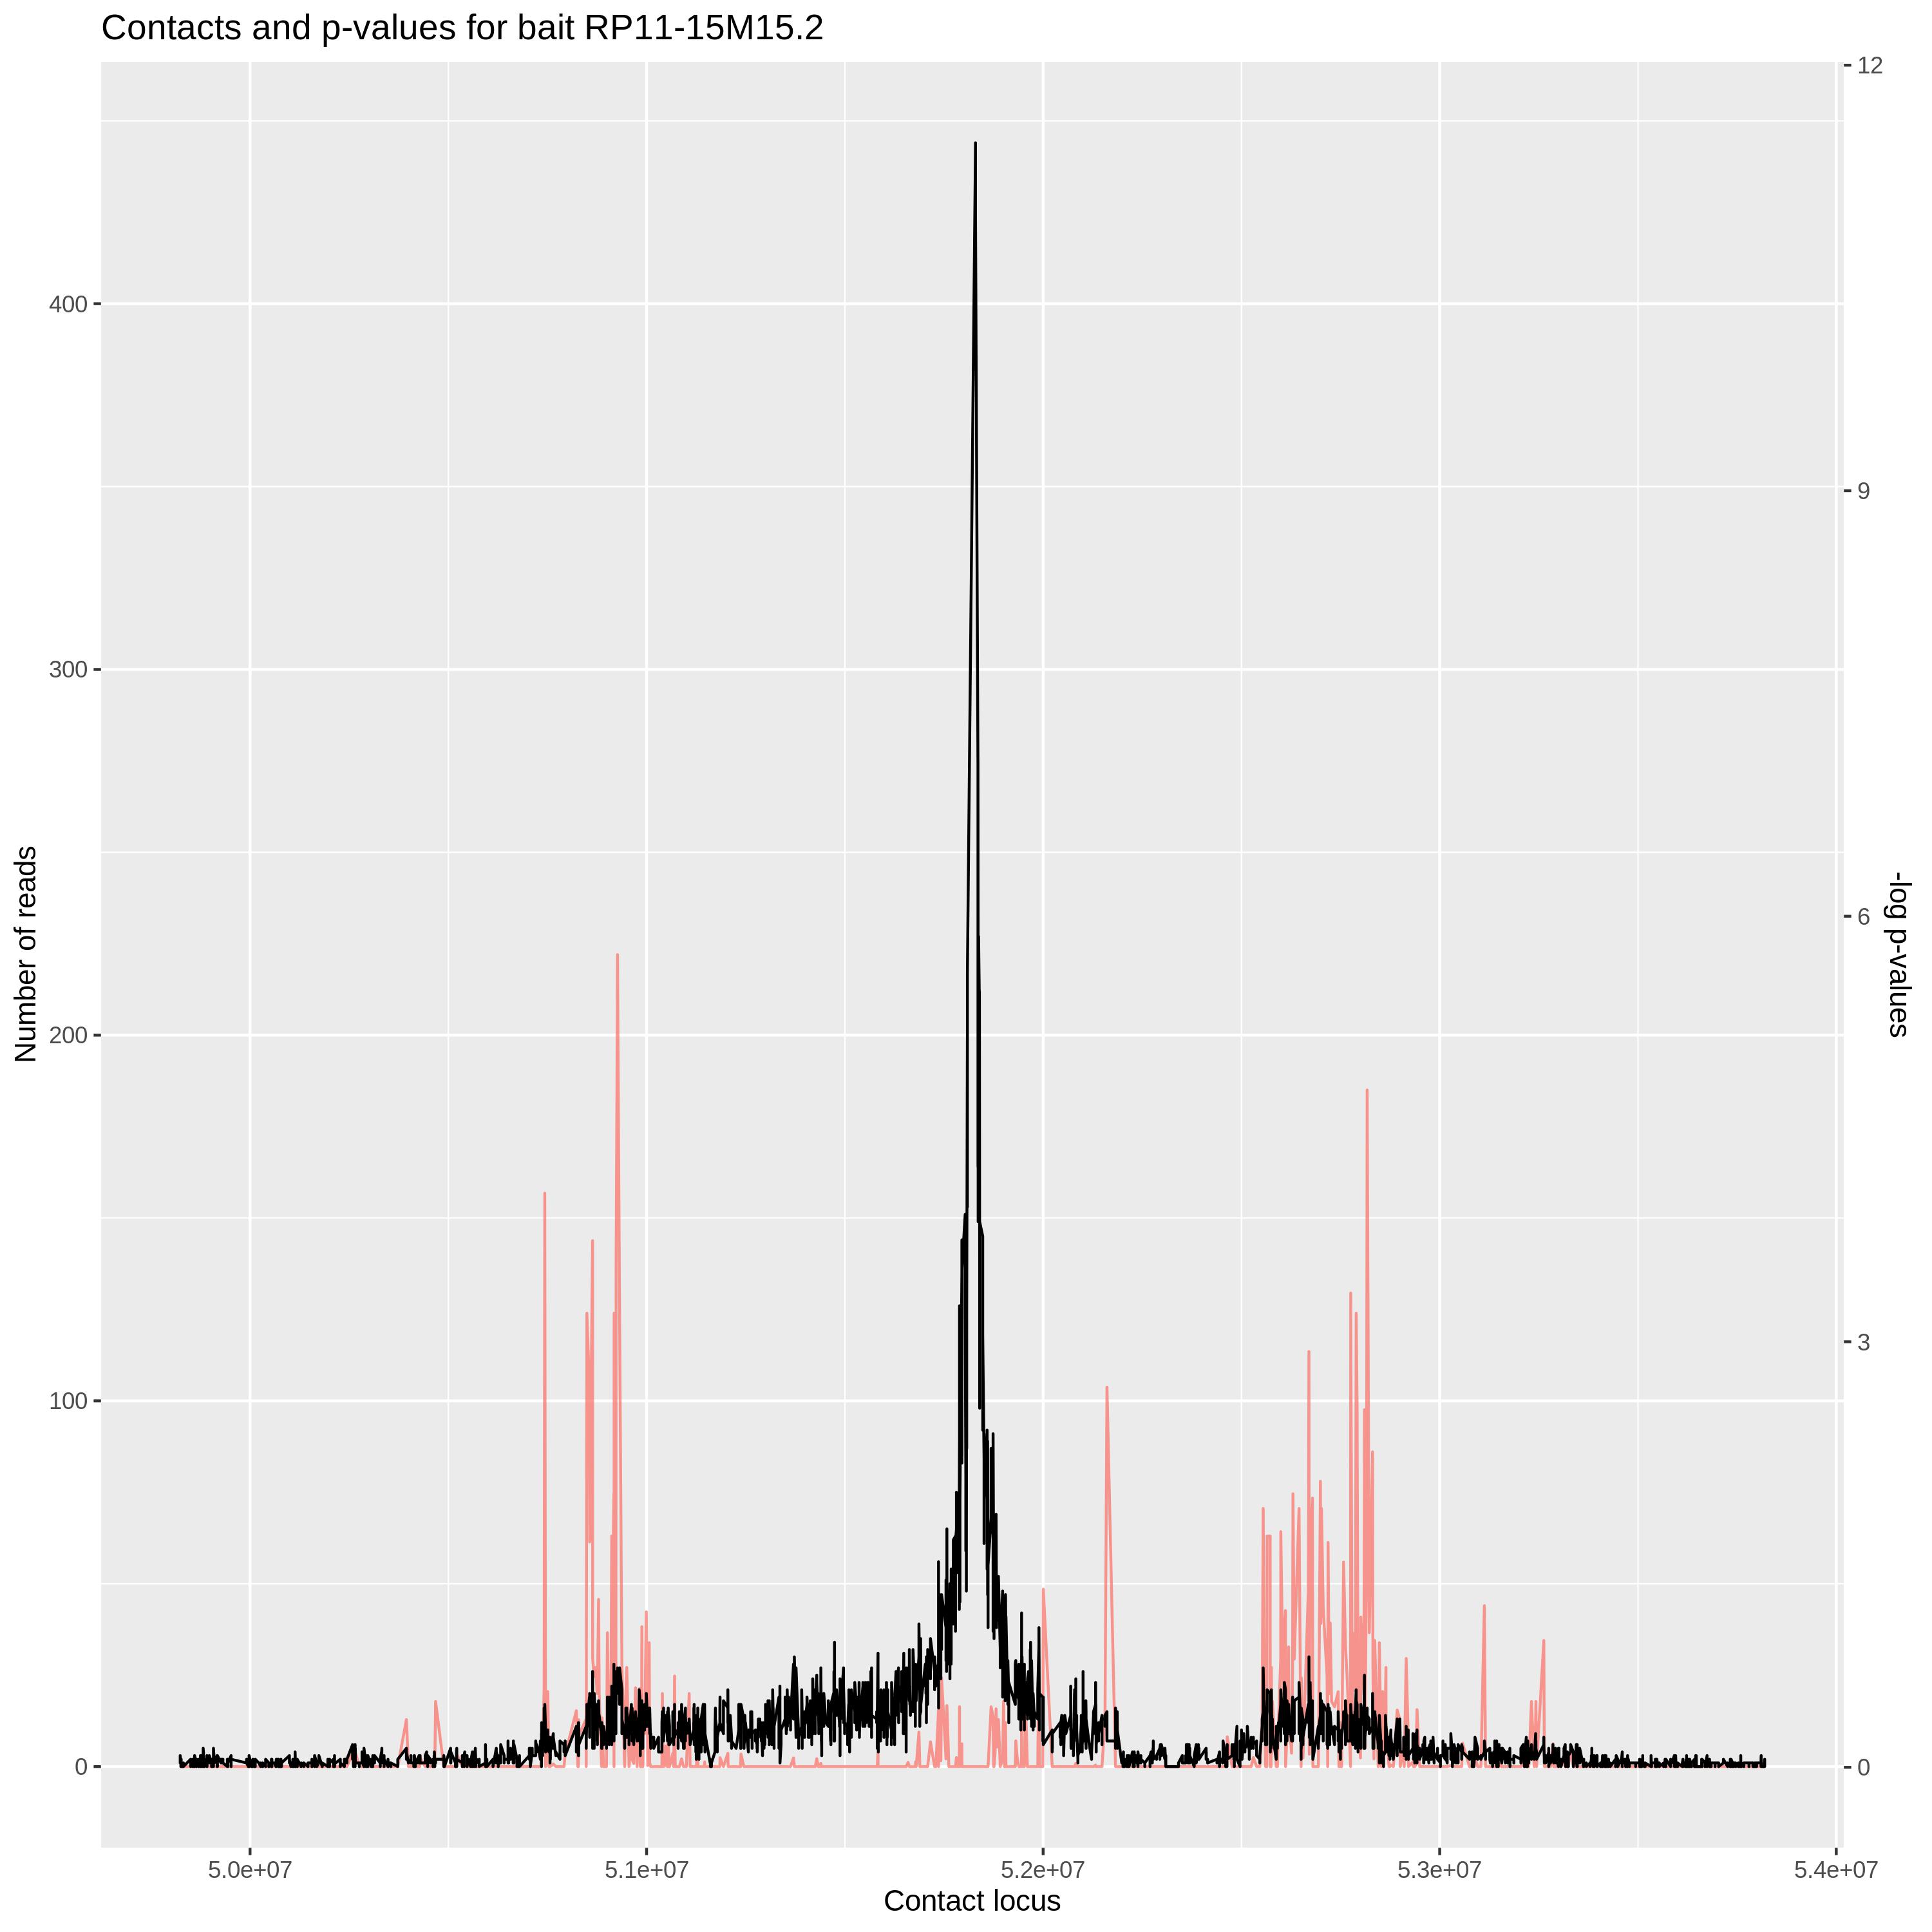 Contacts and p-values for bait RP11-15M15.2
Number of reads
400
300
200
100
0
12
9
6
3
0
-log p-values
5.0e+07
5.1e+07
5.2e+07
5.3e+07
5.4e+07
Contact locus